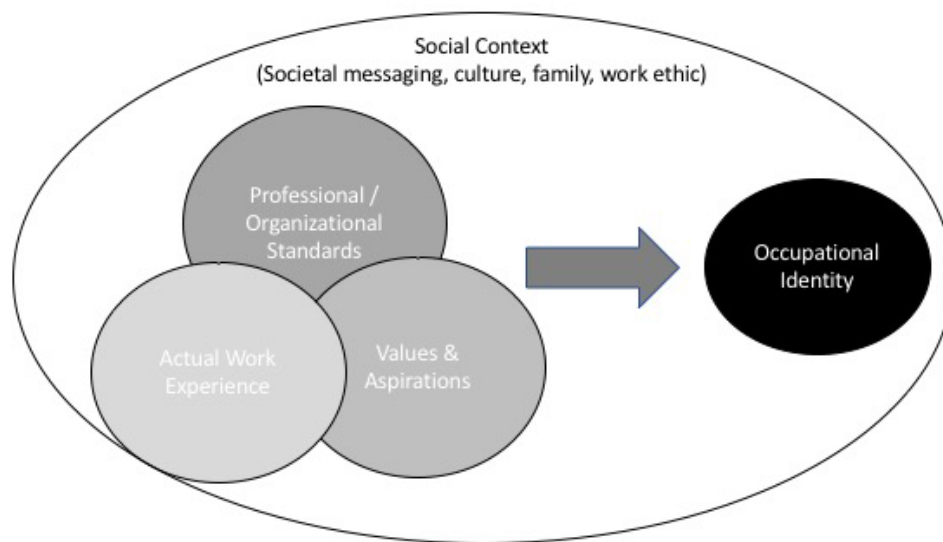 Social Context
(Societal messaging, culture, family, work ethic)
Professional /
Organizational
Standards
Occupational
Identity
Actual Work
Experience
Values &
Aspirations